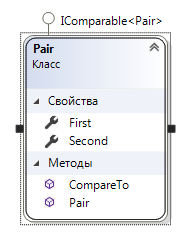 IComparable<Pair>
Pair
Класс
Свойства
First
Second
Методы
CompareTo
Pair